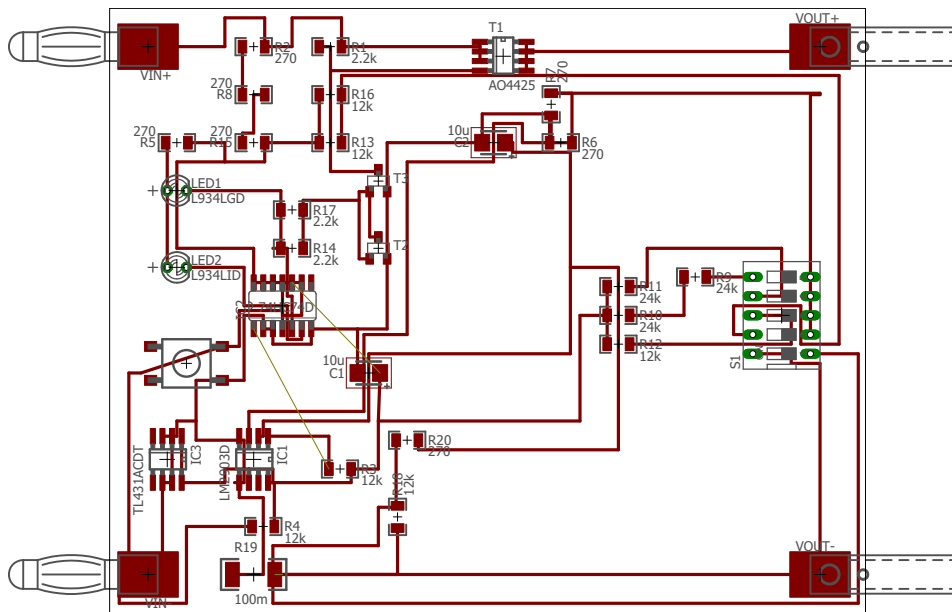 VIN+
R2
270
R1
2.2k
T1
AO4425
VOUT+
270
R8
R16
12k
R7
270
270
R5
270
R15
R13
12k
10u
C2
R6
270
LED1
L934LGD
T3
R17
2.2k
LED2
L934LID
R14
2.2k
T2
IC2
R11
24k
R9
24k
R10
24k
R12
12k
S1
10u
C1
TL431ACDT
IC3
LM2903D
IC1
R3
12k
R20
270
R18
12k
R19
R4
12k
100m
VIN-
VOUT-